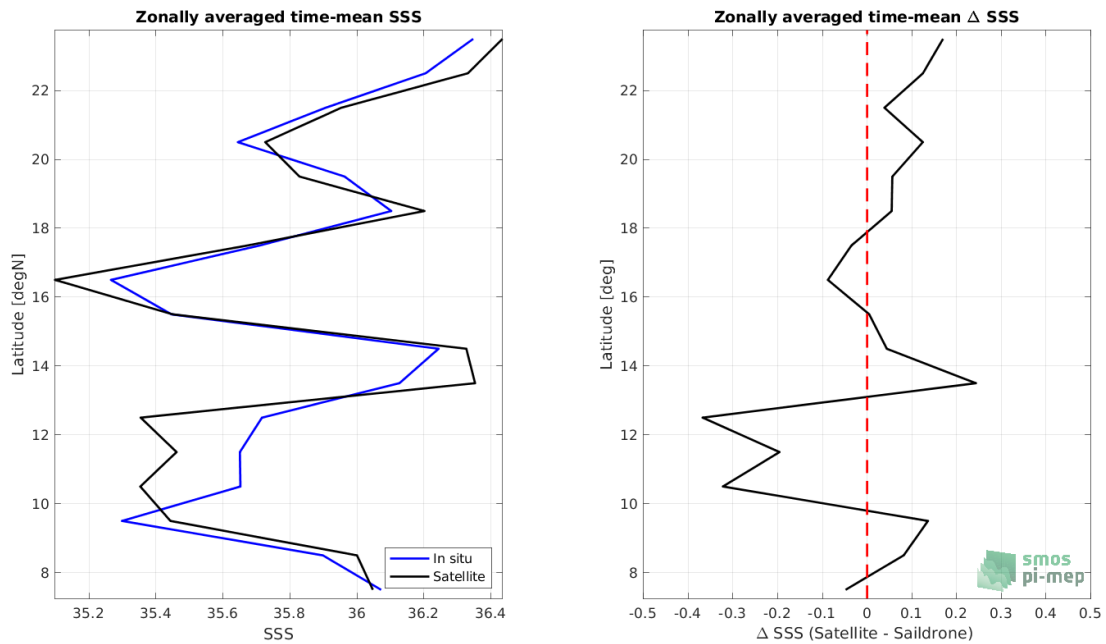 Zonally averaged time-mean SSS
Latitude [degN]
22
20
18
16
14
12
10
8
35.2 35.4 35.6 35.8 36 36.2 36.4
SSS
In situ
Satellite
Zonally averaged time-mean Δ SSS
Latitude [deg]
22
20
18
16
14
12
10
8
-0.5 -0.4 -0.3 -0.2 -0.1 0 0.1 0.2 0.3 0.4 0.5
Δ SSS (Satellite - Saildrone)
smos
pi-mep